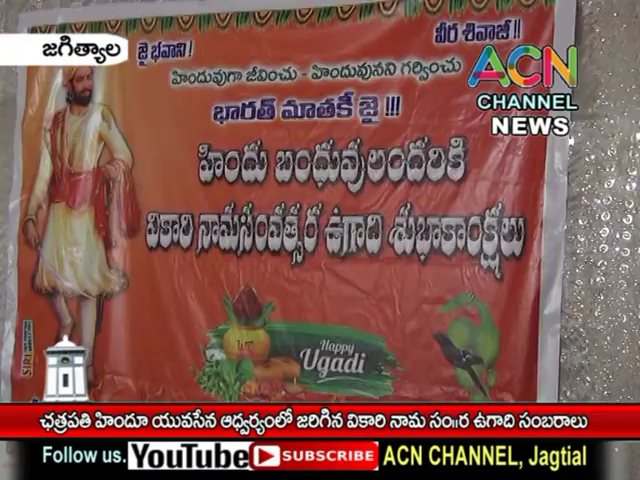 జగిత్యాల
జై భవాని !
వీర శివాజీ !!
హిందువుగా జీవించు - హిందువునని గర్వించు
భారత్ మాతకీ జై !!!
హిందు బంధువులందరికి
వికారి నామసంవత్సర ఉగాది శుభాకాంక్షలు
ACN
CHANNEL
NEWS
Happy
Ugadi
ఛత్రపతి హిందూ యువసేన ఆధ్వర్యంలో జరిగిన వికారి నామ సం॥ర ఉగాది సంబరాలు
Follow us. YouTube SUBSCRIBE ACN CHANNEL, Jagtial